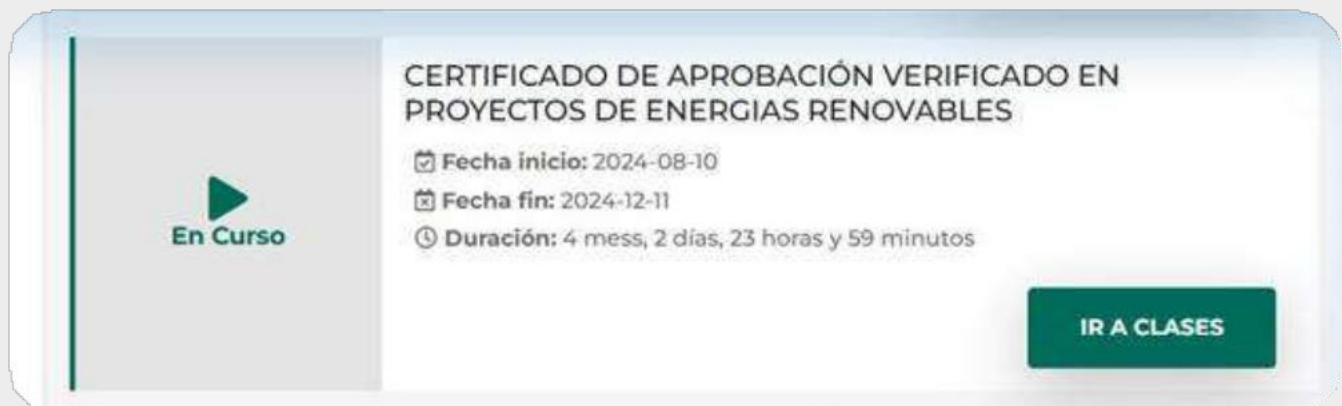 CERTIFICADO DE APROBACIÓN VERIFICADO EN
PROYECTOS DE ENERGIAS RENOVABLES
Fecha inicio: 2024-08-10
Fecha fin: 2024-12-11
Duración: 4 mess, 2 días, 23 horas y 59 minutos
En Curso
IR A CLASES